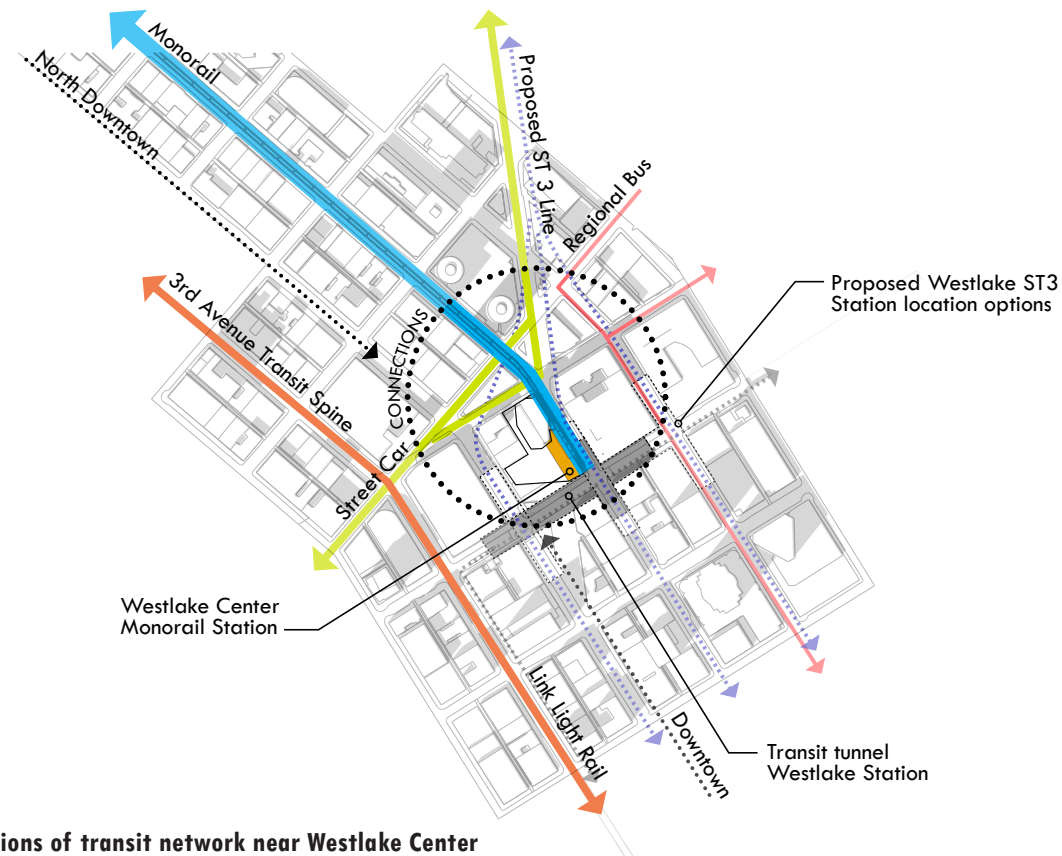 Monorail
North Downtown
Proposed ST 3 Line
Regional Bus
Proposed Westlake ST3
Station location options
3rd Avenue Transit Spine
CONNECTIONS
Street Car
Westlake Center
Monorail Station
Link Light Rail
Downtown
Transit tunnel
Westlake Station
ions of transit network near Westlake Center